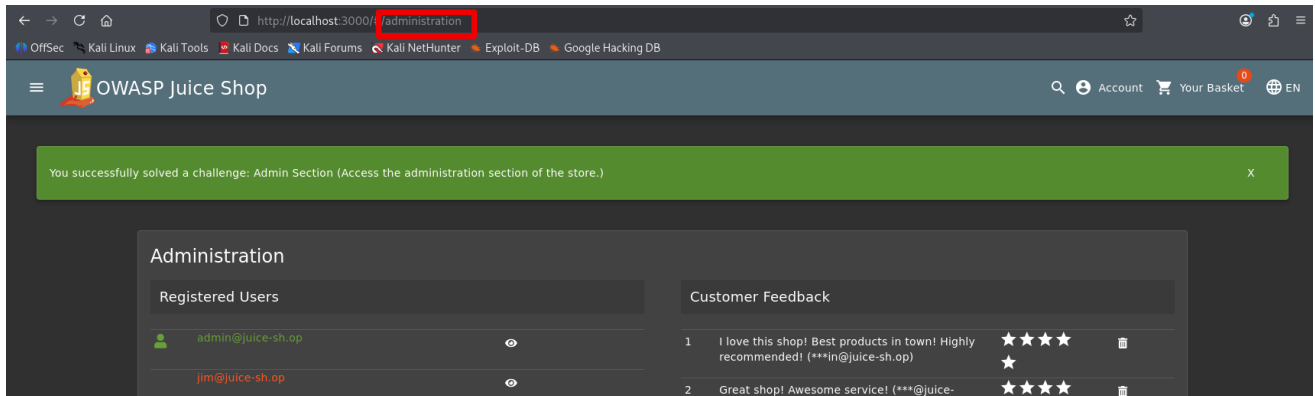 http://localhost:3000/#/administration
OffSec Kali Linux Kali Tools Kali Docs Kali Forums Kali NetHunter Exploit-DB Google Hacking DB
OWASP Juice Shop Account Your Basket 0 EN
You successfully solved a challenge: Admin Section (Access the administration section of the store.) X
Administration
Registered Users
admin@juice-sh.op
jim@juice-sh.op
Customer Feedback
1 I love this shop! Best products in town! Highly
recommended! (***in@juice-sh.op)
2 Great shop! Awesome service! (***@juice-